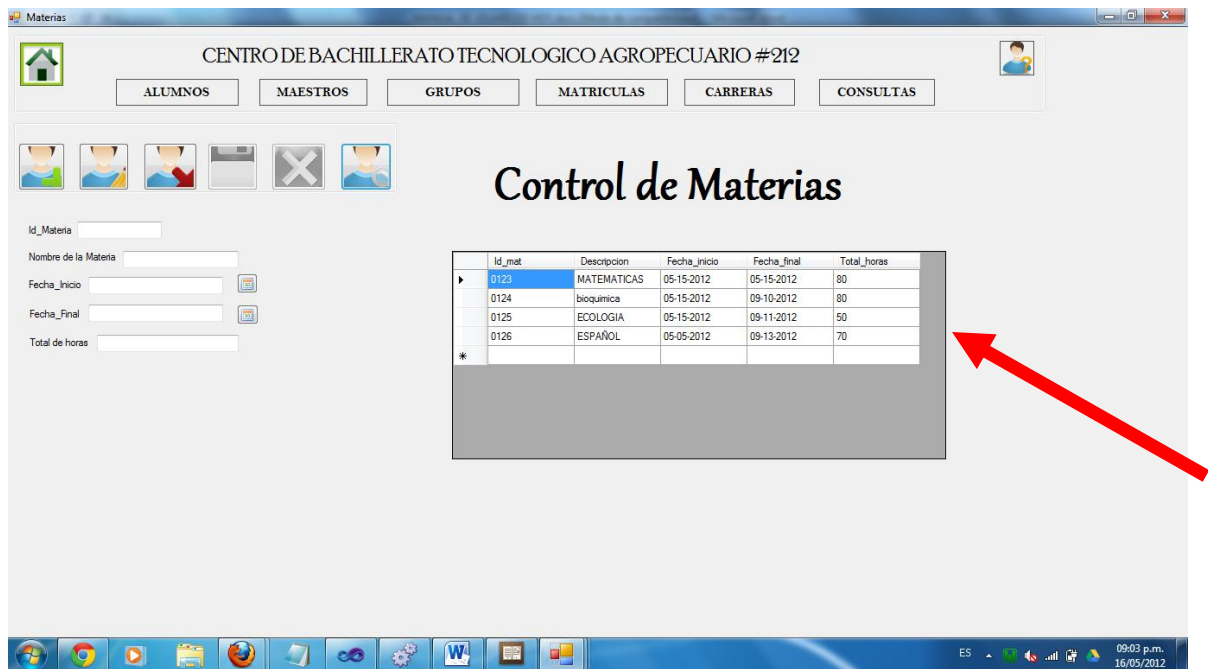 Materias
CENTRO DE BACHILLERATO TECNOLOGICO AGROPECUARIO #212
ALUMNOS MAESTROS GRUPOS MATRICULAS CARRERAS CONSULTAS
Control de Materias
Id_Materia
Nombre de la Materia
Fecha_Inicio
Fecha_Final
Total de horas
Id_mat Descripcion Fecha_inicio Fecha_final Total_horas
0123 MATEMATICAS 05-15-2012 05-15-2012 80
0124 bioquimica 05-15-2012 09-10-2012 80
0125 ECOLOGIA 05-15-2012 09-11-2012 50
0126 ESPAÑOL 05-05-2012 09-13-2012 70
ES 09:03 p.m.
16/05/2012